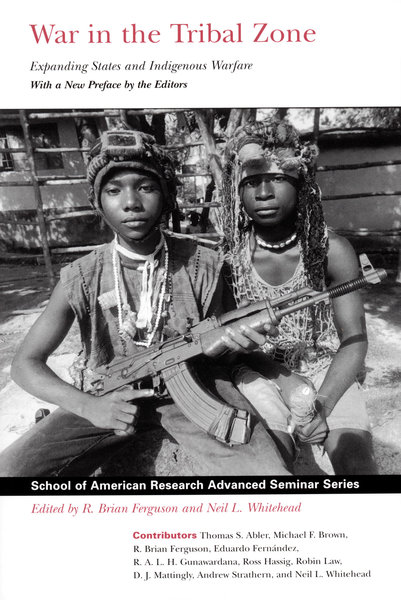 War in the Tribal Zone
Expanding States and Indigenous Warfare
With a New Preface by the Editors
School of American Research Advanced Seminar Series
Edited by R. Brian Ferguson and Neil L. Whitehead
Contributors Thomas S. Abler, Michael F. Brown,
R. Brian Ferguson, Eduardo Fernández,
R. A. L. H. Gunawardana, Ross Hassig, Robin Law,
D. J. Mattingly, Andrew Strathern, and Neil L. Whitehead